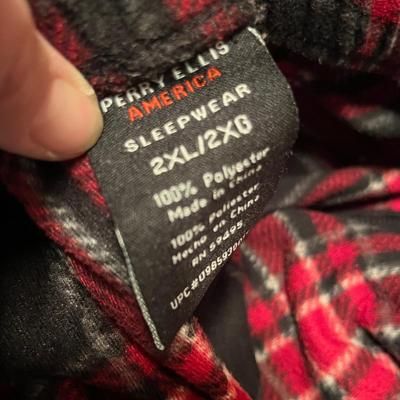 PERRY ELLIS
AMERICA
SLEEPWEAR
2XL/2XG
100% Polyester
Made in China
100% Poliester
Hecho en China
RN 59495